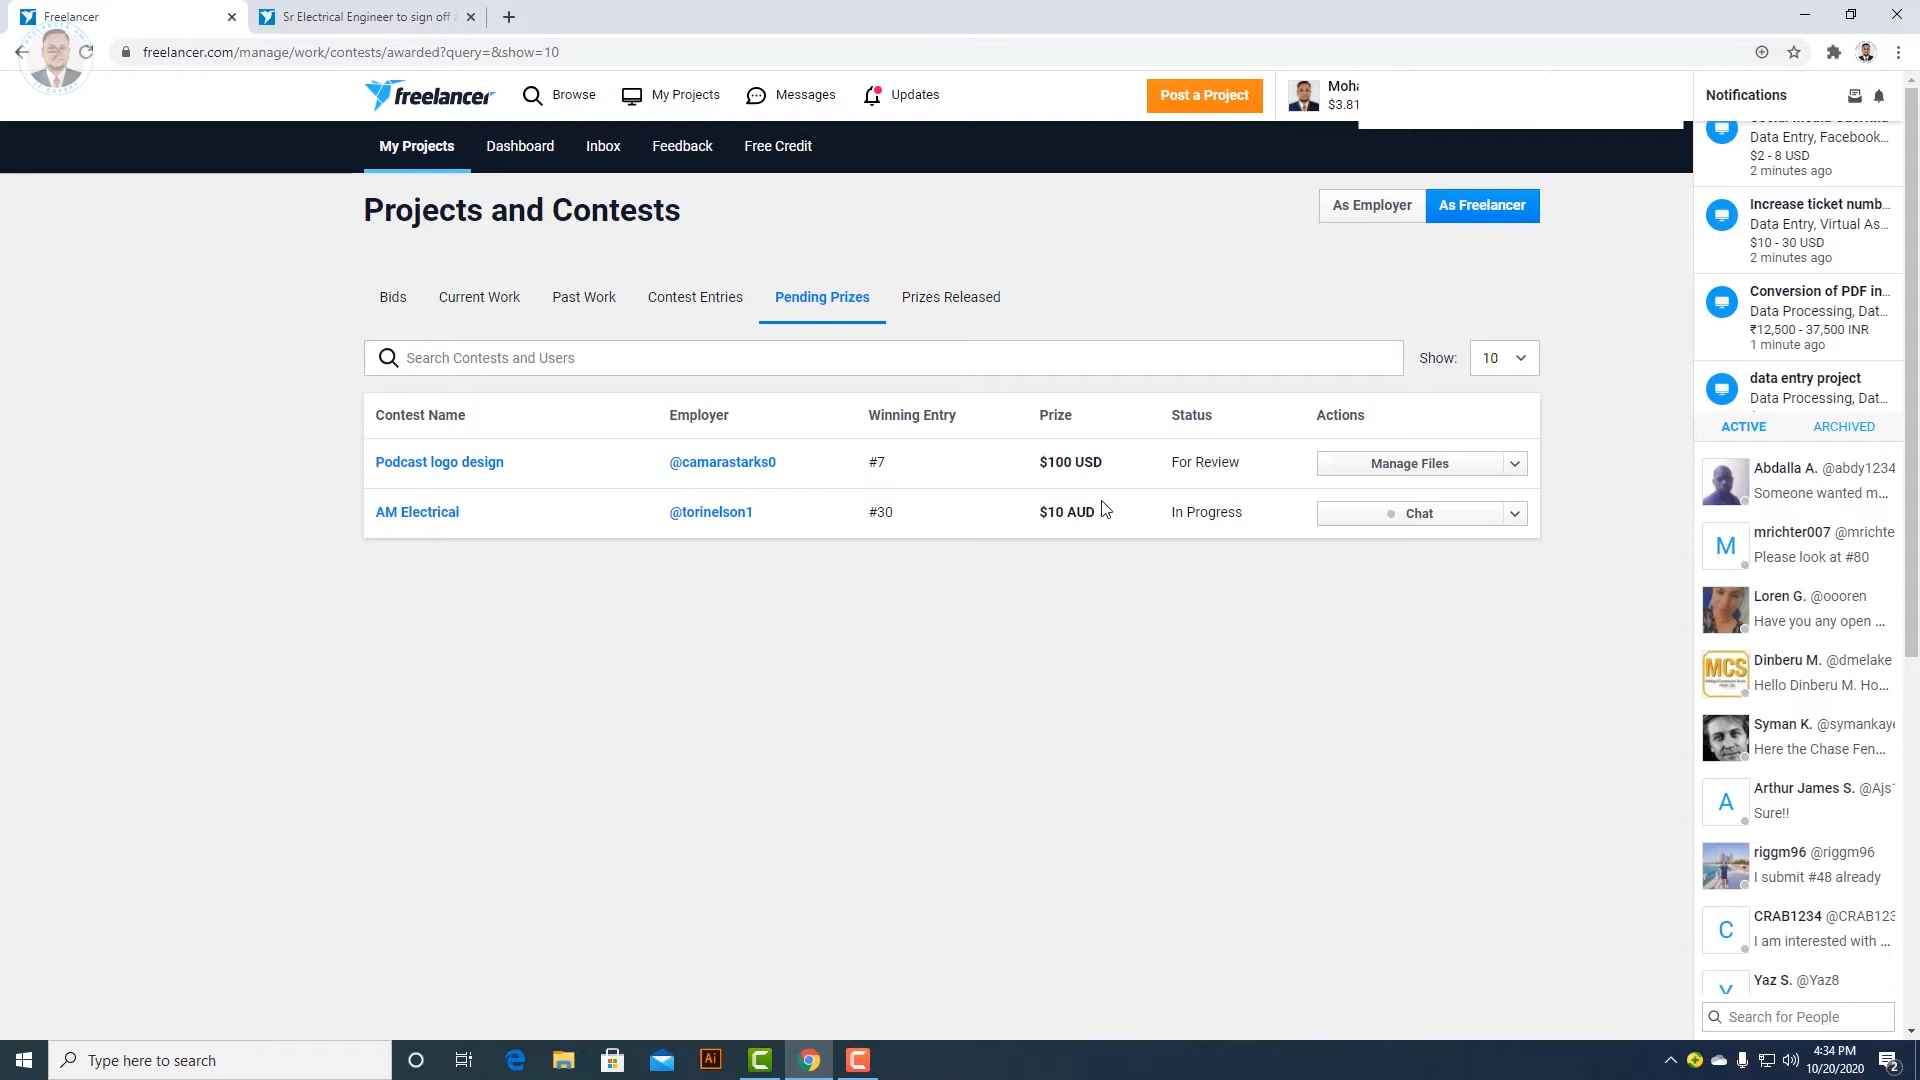 Freelancer
Sr Electrical Engineer to sign off
freelancer.com/manage/work/contests/awarded?query=&show=10
freelancer
Browse
My Projects
Messages
Updates
Post a Project
Moha
$3.81
My Projects
Dashboard
Inbox
Feedback
Free Credit
Projects and Contests
As Employer
As Freelancer
Bids
Current Work
Past Work
Contest Entries
Pending Prizes
Prizes Released
Search Contests and Users
Show:
10
Contest Name
Employer
Winning Entry
Prize
Status
Actions
Podcast logo design
@camarastarks0
#7
$100 USD
For Review
Manage Files
AM Electrical
@torinelson1
#30
$10 AUD
In Progress
Chat
Notifications
Data Entry, Facebook...
$2 - 8 USD
2 minutes ago
Increase ticket numb...
Data Entry, Virtual As...
$10 - 30 USD
2 minutes ago
Conversion of PDF in...
Data Processing, Dat...
₹12,500 - 37,500 INR
1 minute ago
data entry project
Data Processing, Dat...
ACTIVE
ARCHIVED
Abdalla A. @abdy1234
Someone wanted m...
M
mrichter007 @mrichte
Please look at #80
Loren G. @oooren
Have you any open ...
MCS
Dinberu M. @dmelake
Hello Dinberu M. Ho...
Syman K. @symankaye
Here the Chase Fen...
A
Arthur James S. @Ajs
Sure!!
riggm96 @riggm96
I submit #48 already
C
CRAB1234 @CRAB123
I am interested with ...
Y
Yaz S. @Yaz8
Search for People
Type here to search
Ai
4:34 PM
10/20/2020
2